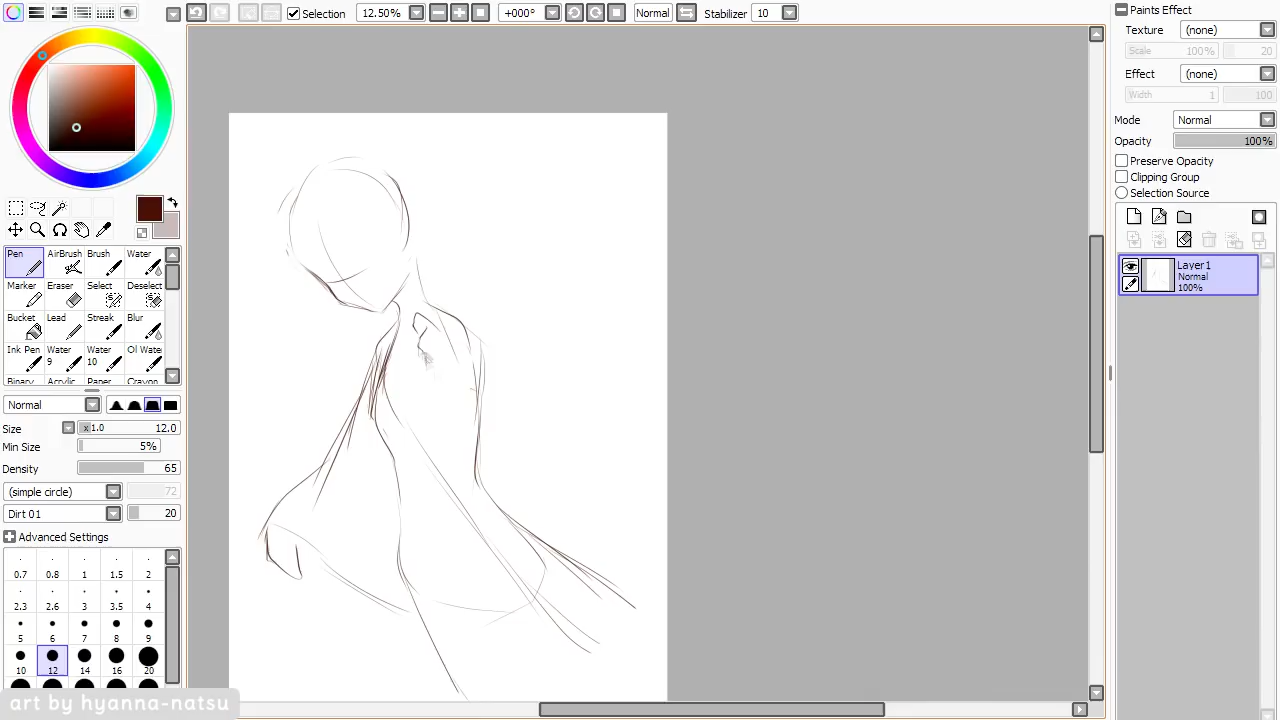 Selection
12.50%
+000°
Normal
Stabilizer
10
Paints Effect
Texture
(none)
Scale
100%
20
Effect
(none)
Width
1
100
Mode
Normal
Opacity
100%
Preserve Opacity
Clipping Group
Selection Source
Layer1
Normal
100%
Pen
AirBrush
Brush
Water
Marker
Eraser
Select
Deselect
Bucket
Lead
Streak
Blur
Ink Pen
Water 9
Water 10
Oil Wate
Binary
Acrylic
Paper
Crayon
Normal
Size
x1.0
12.0
Min Size
5%
Density
65
(simple circle)
72
Dirt 01
20
Advanced Settings
0.7 0.8 1 1.5 2
2.3 2.6 3 3.5 4
5 6 7 8 9
10 12 14 16 20
art by hyanna-natsu